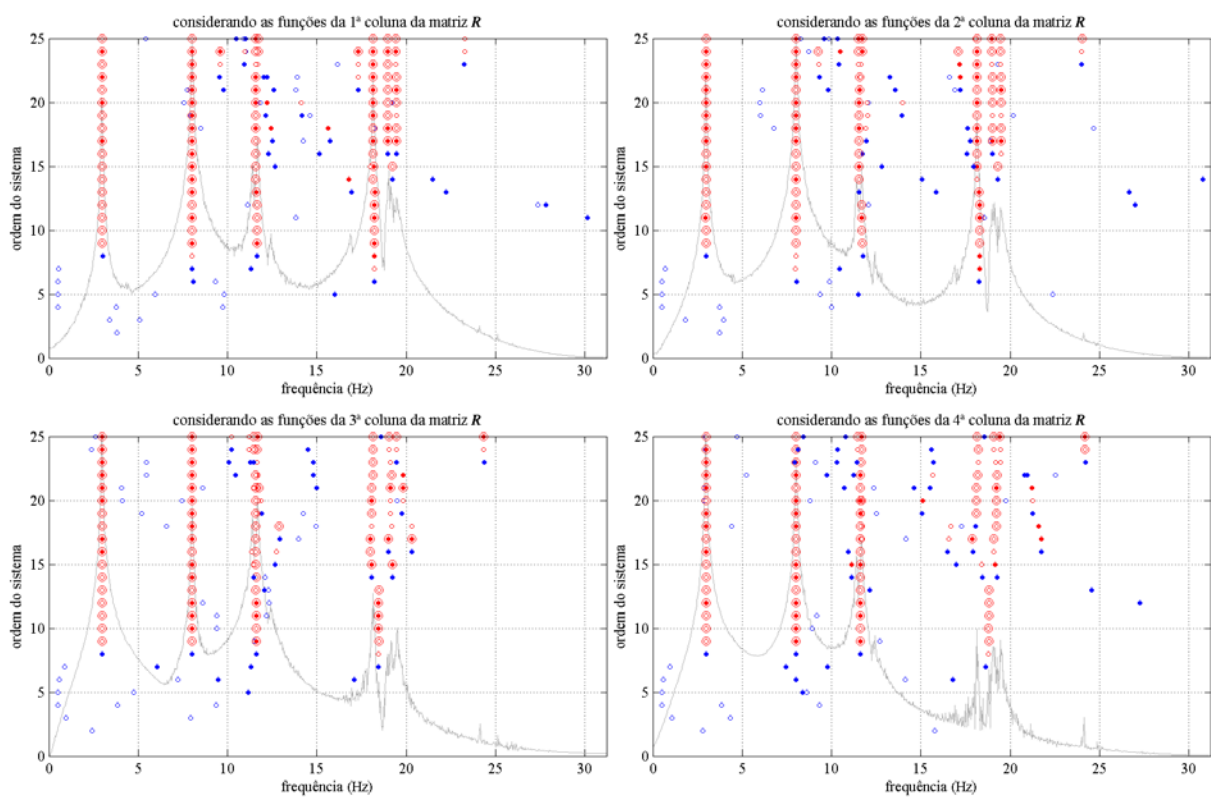 considerando as funções da 1ª coluna da matriz R
25
20
15
10
5
0
ordem do sistema
0 5 10 15 20 25 30
frequência (Hz)
considerando as funções da 2ª coluna da matriz R
25
20
15
10
5
0
ordem do sistema
0 5 10 15 20 25 30
frequência (Hz)
considerando as funções da 3ª coluna da matriz R
25
20
15
10
5
0
ordem do sistema
0 5 10 15 20 25 30
frequência (Hz)
considerando as funções da 4ª coluna da matriz R
25
20
15
10
5
0
ordem do sistema
0 5 10 15 20 25 30
frequência (Hz)